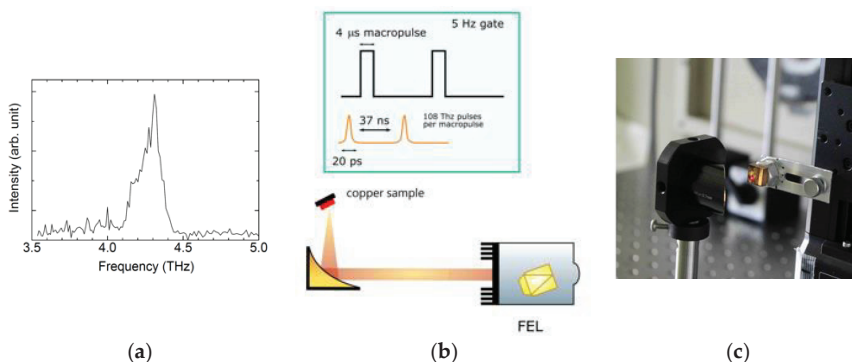 Intensity (arb. unit)
3.5
4.0
4.5
5.0
Frequency (THz)
(a)
5 Hz gate
4 μs macropulse
37 ns
108 Thz pulses
per macropulse
20 ps
copper sample
FEL
(b)
(c)